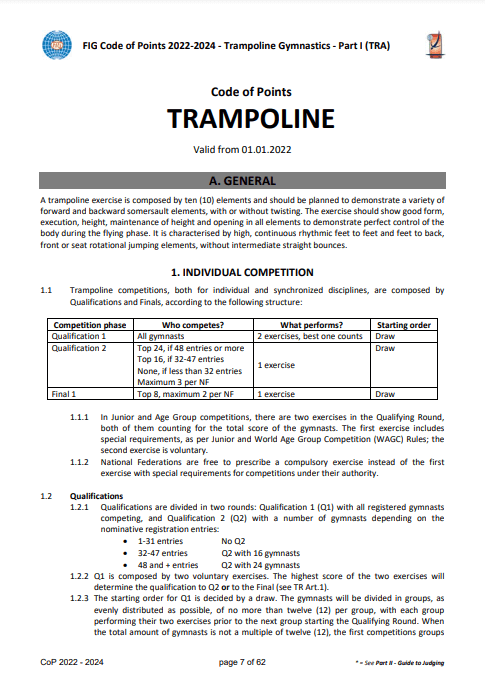 FIG Code of Points 2022-2024 - Trampoline Gymnastics - Part I (TRA)
Code of Points
TRAMPOLINE
Valid from 01.01.2022
A. GENERAL
A trampoline exercise is composed by ten (10) elements and should be planned to demonstrate a variety of
forward and backward somersault elements, with or without twisting. The exercise should show good form,
execution, height, maintenance of height and opening in all elements to demonstrate perfect control of the
body during the flying phase. It is characterised by high, continuous rhythmic feet to feet and feet to back,
front or seat rotational jumping elements, without intermediate straight bounces.
1. INDIVIDUAL COMPETITION
1.1 Trampoline competitions, both for individual and synchronized disciplines, are composed by
Qualifications and Finals, according to the following structure:
Competition phase Who competes? What performs? Starting order
Qualification 1 All gymnasts 2 exercises, best one counts Draw
Qualification 2 Top 24, if 48 entries or more Draw
Top 16, if 32-47 entries
1 exercise
None, if less than 32 entries
Maximum 3 per NF
Final 1 Top 8, maximum 2 per NF 1 exercise Draw
1.1.1 In Junior and Age Group competitions, there are two exercises in the Qualifying Round,
both of them counting for the total score of the gymnasts. The first exercise includes
special requirements, as per Junior and World Age Group Competition (WAGC) Rules; the
second exercise is voluntary.
1.1.2 National Federations are free to prescribe a compulsory exercise instead of the first
exercise with special requirements for competitions under their authority.
1.2 Qualifications
1.2.1 Qualifications are divided in two rounds: Qualification 1 (Q1) with all registered gymnasts
competing, and Qualification 2 (Q2) with a number of gymnasts depending on the
nominative registration entries:
• 1-31 entries No Q2
• 32-47 entries Q2 with 16 gymnasts
• 48 and + entries Q2 with 24 gymnasts
1.2.2 Q1 is composed by two voluntary exercises. The highest score of the two exercises will
determine the qualification to Q2 or to the Final (see TR Art.1).
1.2.3 The starting order for Q1 is decided by a draw. The gymnasts will be divided in groups, as
evenly distributed as possible, of no more than twelve (12) per group, with each group
performing their two exercises prior to the next group starting the Qualifying Round. When
the total amount of gymnasts is not a multiple of twelve (12), the first competitions groups
CoP 2022 - 2024 page 7 of 62 * = See Part II - Guide to Judging